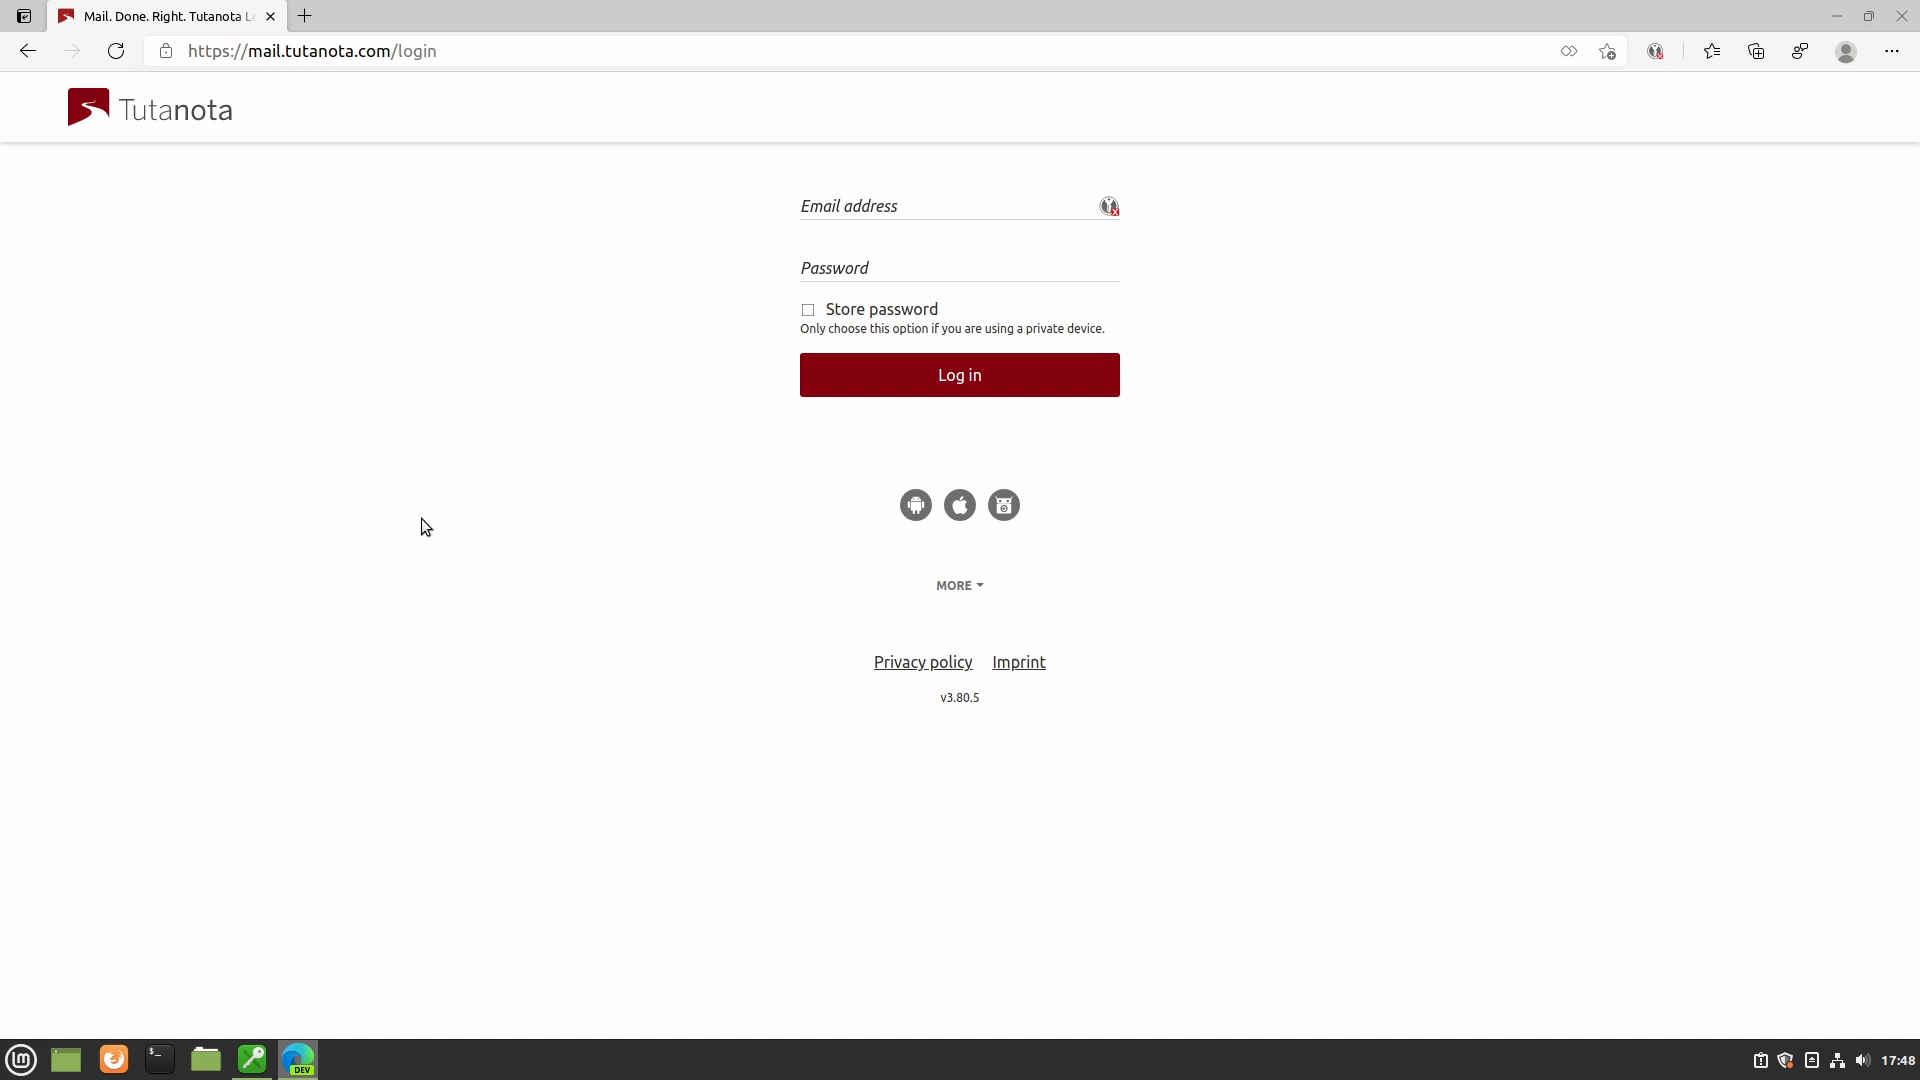 Mail. Done. Right. Tutanota L
https://mail.tutanota.com/login
Tutanota
Email address
Password
Store password
Only choose this option if you are using a private device.
Log in
MORE
Privacy policy Imprint
v3.80.5
DEV
17:48